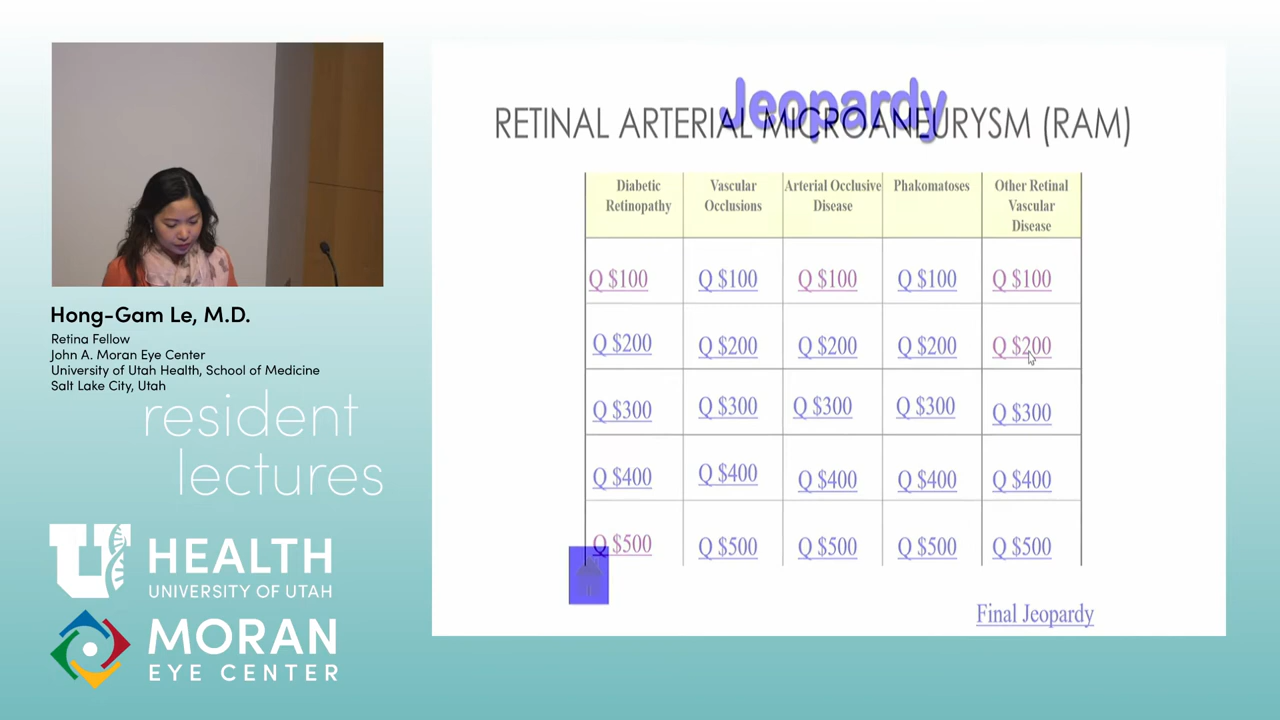 Jeopardy
RETINAL ARTERIAL MICROANEURYSM (RAM)
Diabetic Retinopathy
Vascular Occlusions
Arterial Occlusive Disease
Phakomatoses
Other Retinal Vascular Disease
Q $100 Q $100 Q $100 Q $100 Q $100
Q $200 Q $200 Q $200 Q $200 Q $200
Q $300 Q $300 Q $300 Q $300 Q $300
Q $400 Q $400 Q $400 Q $400 Q $400
Q $500 Q $500 Q $500 Q $500 Q $500
Final Jeopardy
Hong-Gam Le, M.D.
Retina Fellow
John A. Moran Eye Center
University of Utah Health, School of Medicine
Salt Lake City, Utah
resident
lectures
U HEALTH
UNIVERSITY OF UTAH
MORAN
EYE CENTER